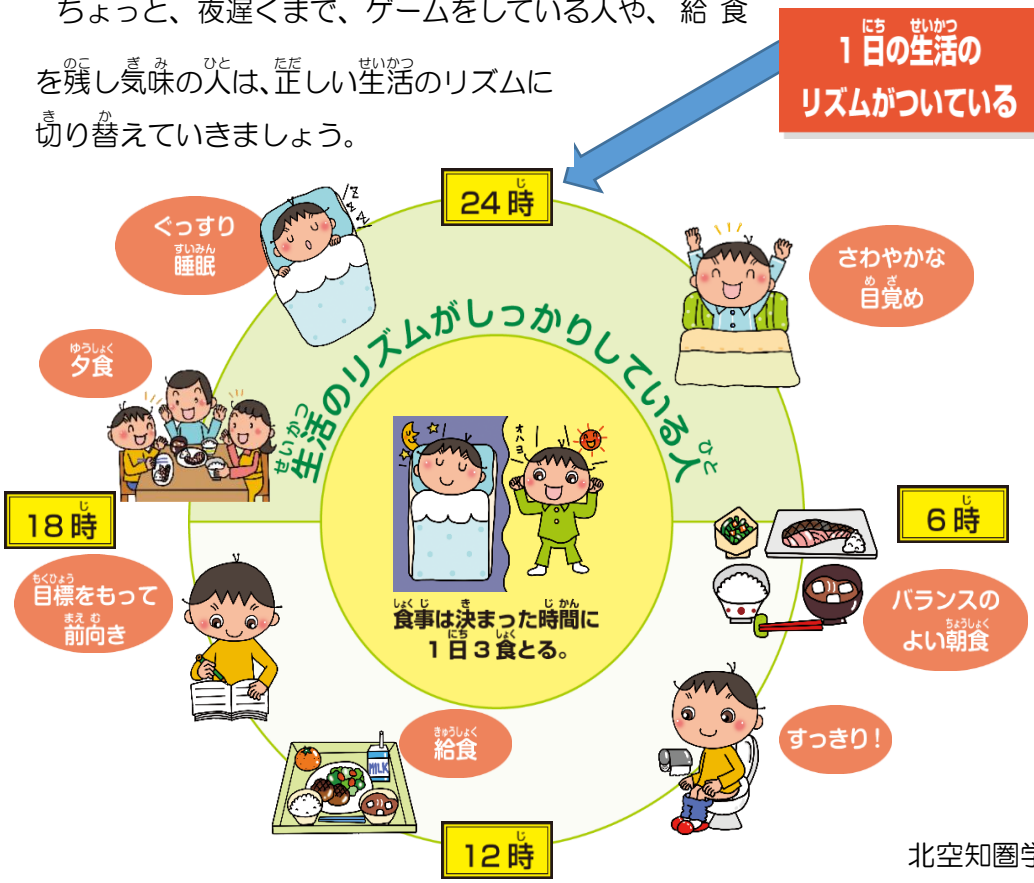 ちょっと、夜遅くまで、ゲームをしている人や、給食
を残し気味の人は、正しい生活のリズムに
切り替えていきましょう。
1日の生活の
リズムがついている
24時
ぐっすり
睡眠
さわやかな
目覚め
生活のリズムがしっかりしている人
夕食
オハヨー
18時
6時
目標をもって
前向き
食事は決まった時間に
1日3食とる。
バランスの
よい朝食
給食
MILK
すっきり!
12時
北空知圏学